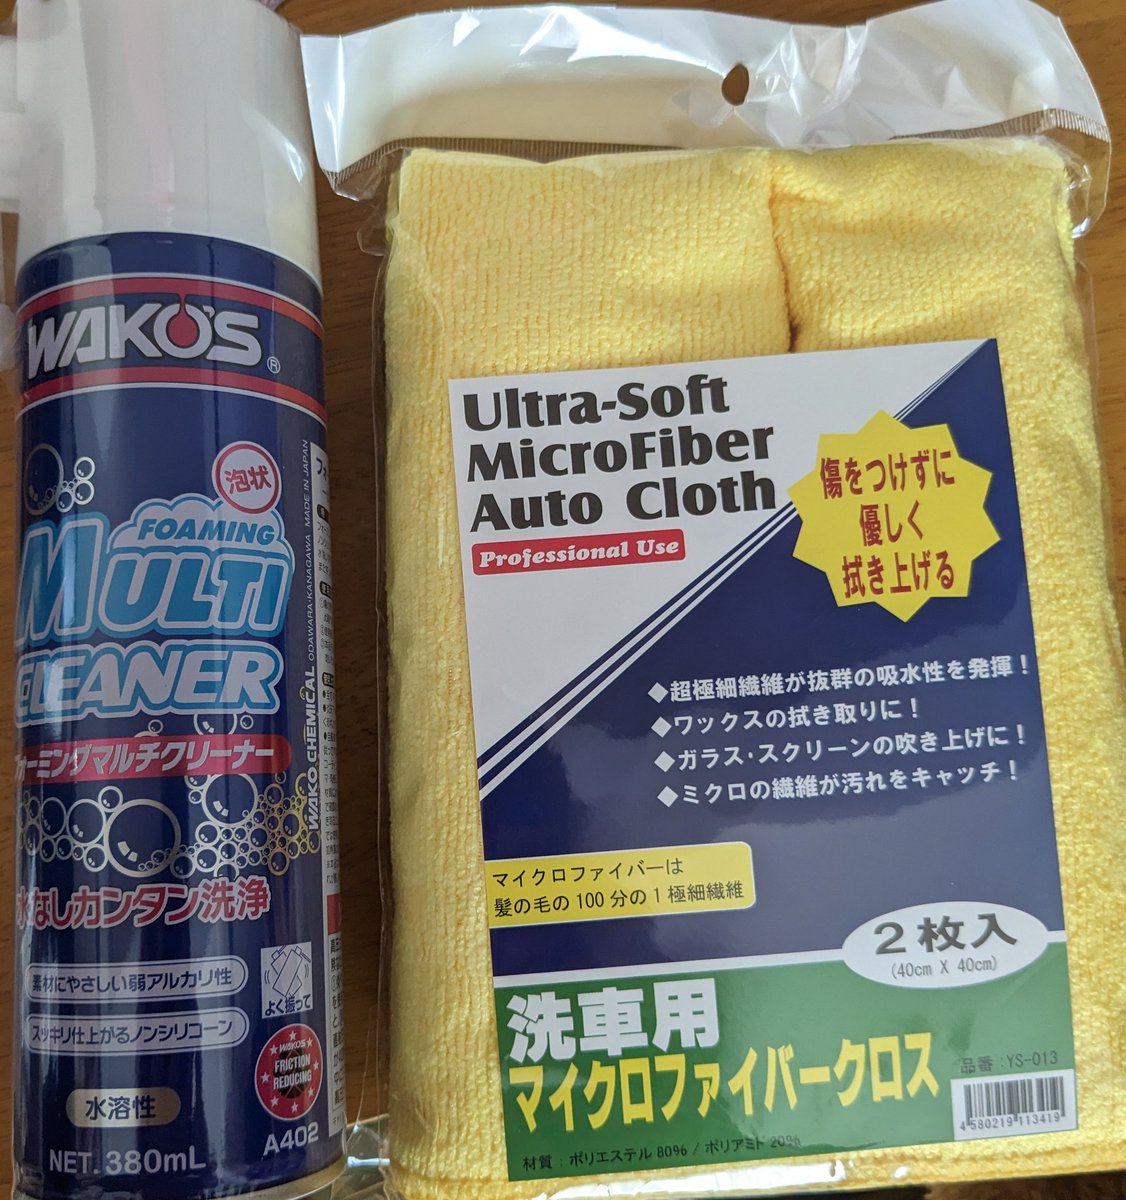 WAKO'S
®
泡状
FOAMING
MULTI
CLEANER
フォーミングマルチクリーナー
水なしカンタン洗浄
素材にやさしい弱アルカリ性
スッキリ仕上がるノンシリコーン
よく振って
WAKO'S
FRICTION
REDUCING
水溶性
A402
NET. 380mL
WAKO CHEMICAL ODAWARA・KANAGAWA MADE IN JAPAN
Ultra-Soft
MicroFiber
Auto Cloth
Professional Use
傷をつけずに
優しく
拭き上げる
◆超極細繊維が抜群の吸水性を発揮！
◆ワックスの拭き取りに！
◆ガラス・スクリーンの吹き上げに！
◆ミクロの繊維が汚れをキャッチ！
マイクロファイバーは
髪の毛の100分の1極細繊維
2枚入
(40cm X 40cm)
洗車用
マイクロファイバークロス
品番：YS-013
4 580219 113419
材質：ポリエステル80% / ポリアミド20%